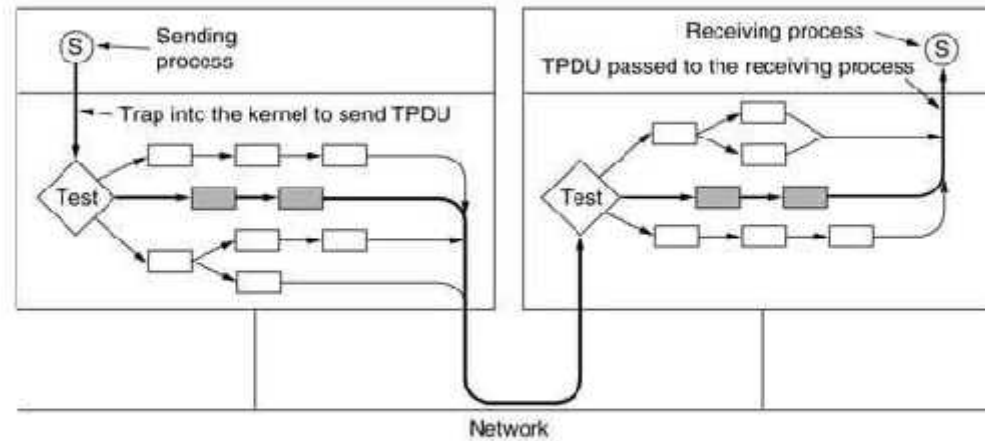 S
Sending
process
Trap into the kernel to send TPDU
Test
Receiving process
S
TPDU passed to the receiving process
Test
Network